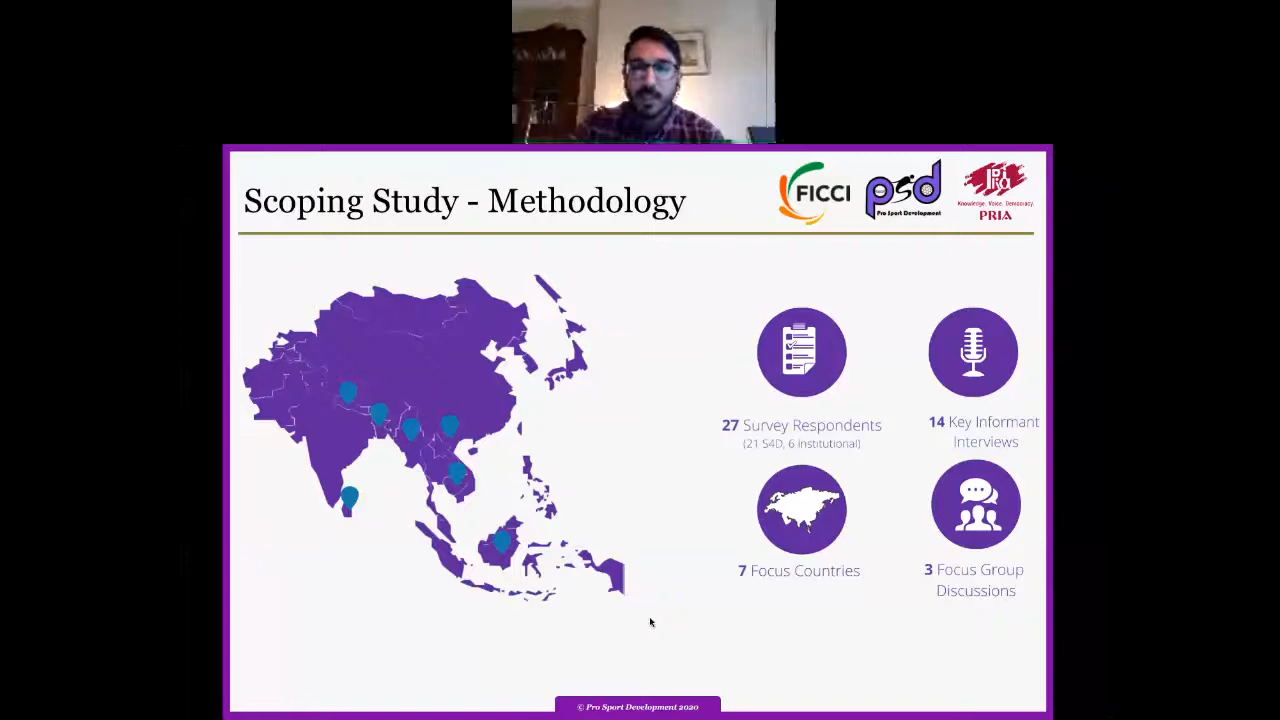 Scoping Study - Methodology
FICCI
psd
Pro Sport Development
pria
Knowledge. Voice. Democracy.
PRIA
27 Survey Respondents
(21 S4D, 6 Institutional)
14 Key Informant
Interviews
7 Focus Countries
3 Focus Group
Discussions
© Pro Sport Development 2020